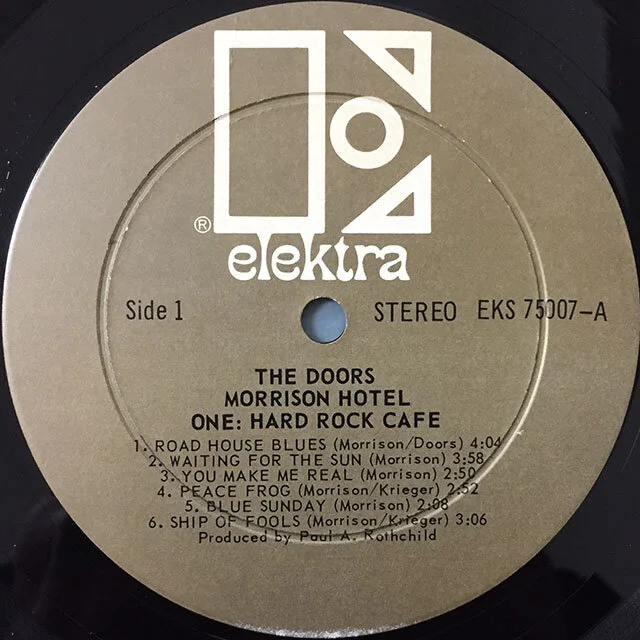 ®
elektra
Side 1 STEREO EKS 75007-A
THE DOORS
MORRISON HOTEL
ONE: HARD ROCK CAFE
1. ROAD HOUSE BLUES (Morrison/Doors) 4:04
2. WAITING FOR THE SUN (Morrison) 3:58
3. YOU MAKE ME REAL (Morrison) 2:50
4. PEACE FROG (Morrison/Krieger) 2:52
5. BLUE SUNDAY (Morrison) 2:08
6. SHIP OF FOOLS (Morrison/Krieger) 3:06
Produced by Paul A. Rothchild